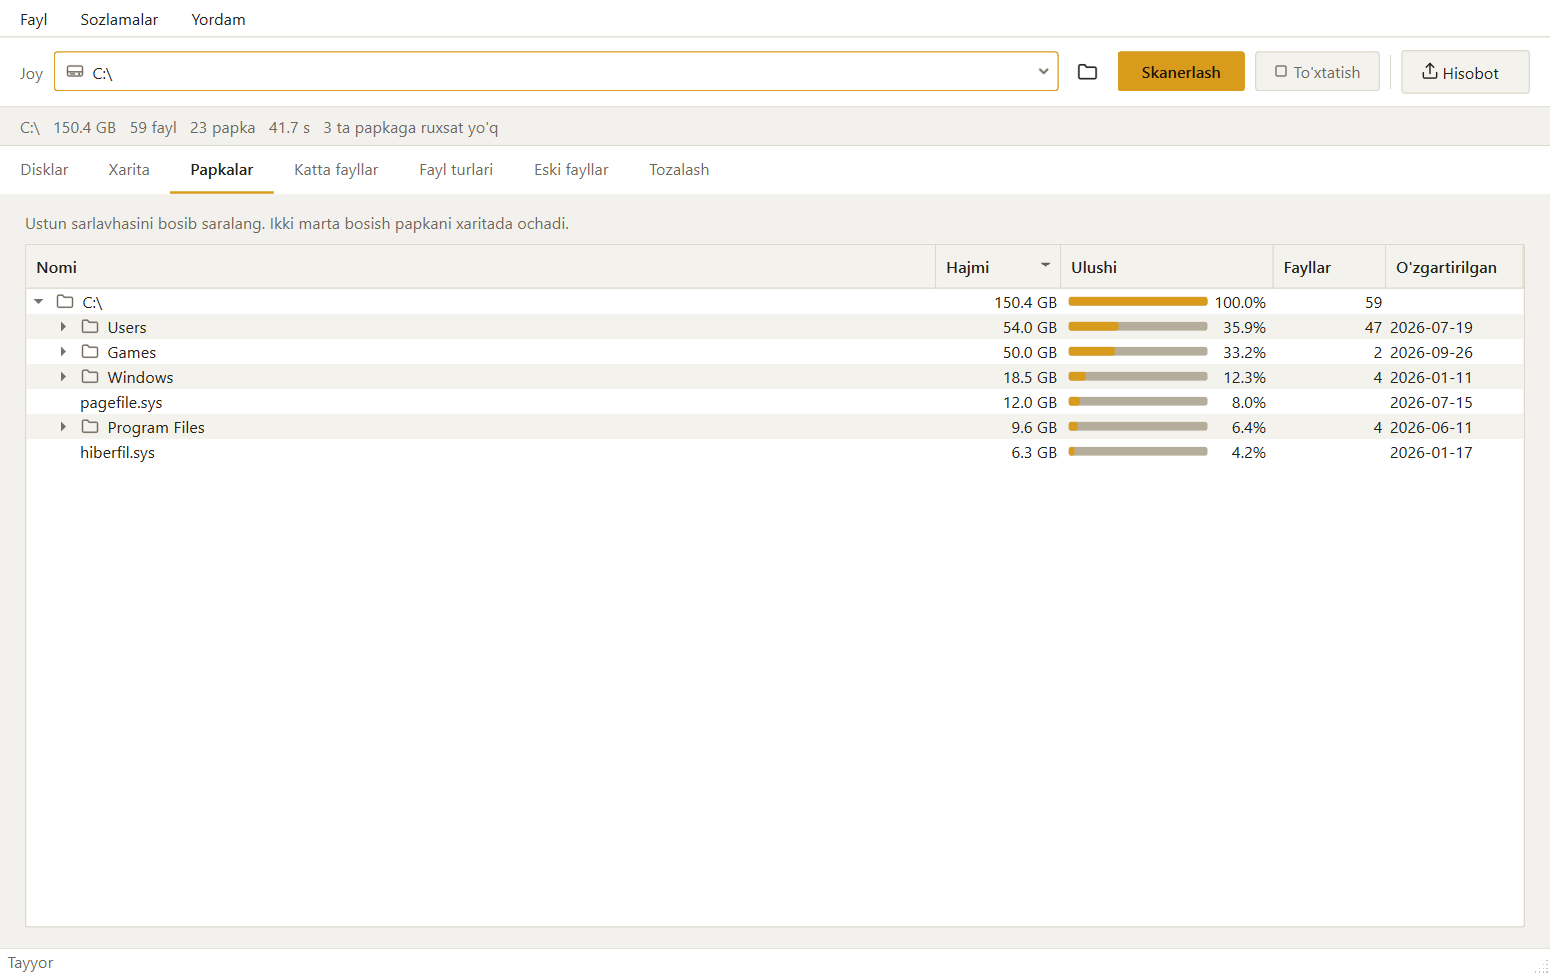 Fayl Sozlamalar Yordam
Joy C:\ Skanerlash To'xtatish Hisobot
C:\ 150.4 GB 59 fayl 23 papka 41.7 s 3 ta papkaga ruxsat yo'q
Disklar Xarita Papkalar Katta fayllar Fayl turlari Eski fayllar Tozalash
Ustun sarlavhasini bosib saralang. Ikki marta bosish papkani xaritada ochadi.
Nomi Hajmi Ulushi Fayllar O'zgartirilgan
C:\ 150.4 GB 100.0% 59
Users 54.0 GB 35.9% 47 2026-07-19
Games 50.0 GB 33.2% 2 2026-09-26
Windows 18.5 GB 12.3% 4 2026-01-11
pagefile.sys 12.0 GB 8.0% 2026-07-15
Program Files 9.6 GB 6.4% 4 2026-06-11
hiberfil.sys 6.3 GB 4.2% 2026-01-17
Tayyor